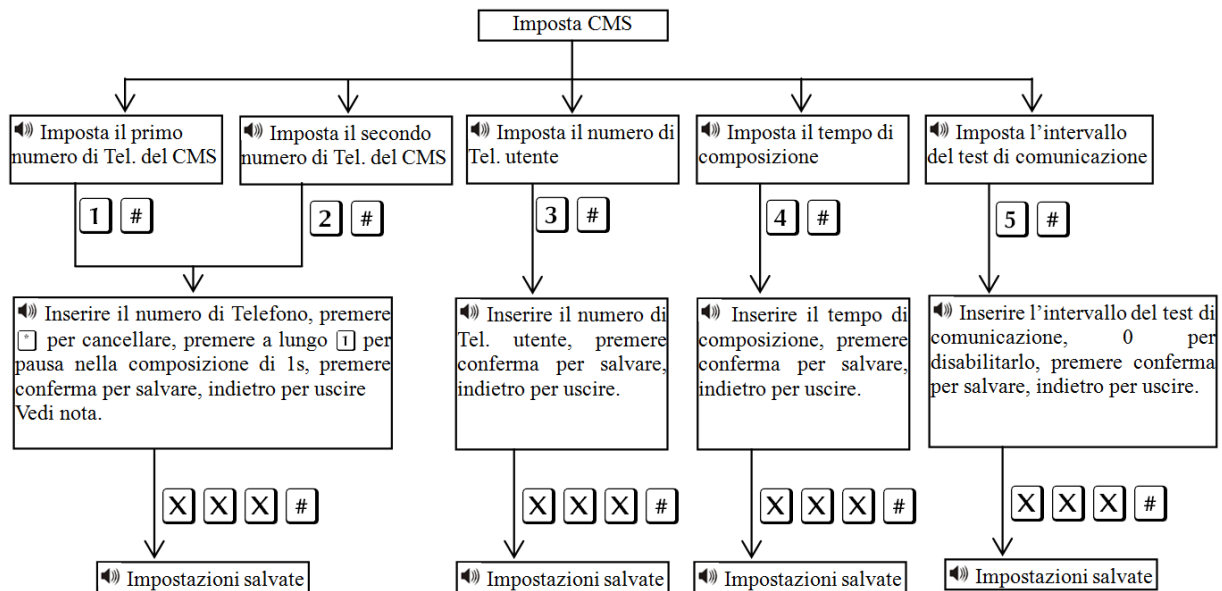 Imposta CMS
Imposta il primo
numero di Tel. del CMS
Imposta il secondo
numero di Tel. del CMS
Imposta il numero di
Tel. utente
Imposta il tempo di
composizione
Imposta l'intervallo
del test di comunicazione
1 #
2 #
3 #
4 #
5 #
Inserire il numero di Telefono, premere
* per cancellare, premere a lungo 1 per
pausa nella composizione di 1s, premere
conferma per salvare, indietro per uscire
Vedi nota.
Inserire il numero di
Tel. utente, premere
conferma per salvare,
indietro per uscire.
Inserire il tempo di
composizione, premere
conferma per salvare,
indietro per uscire.
Inserire l'intervallo del test di
comunicazione, 0 per
disabilitarlo, premere conferma
per salvare, indietro per uscire.
X X X #
X X X #
X X X #
X X X #
Impostazioni salvate
Impostazioni salvate
Impostazioni salvate
Impostazioni salvate